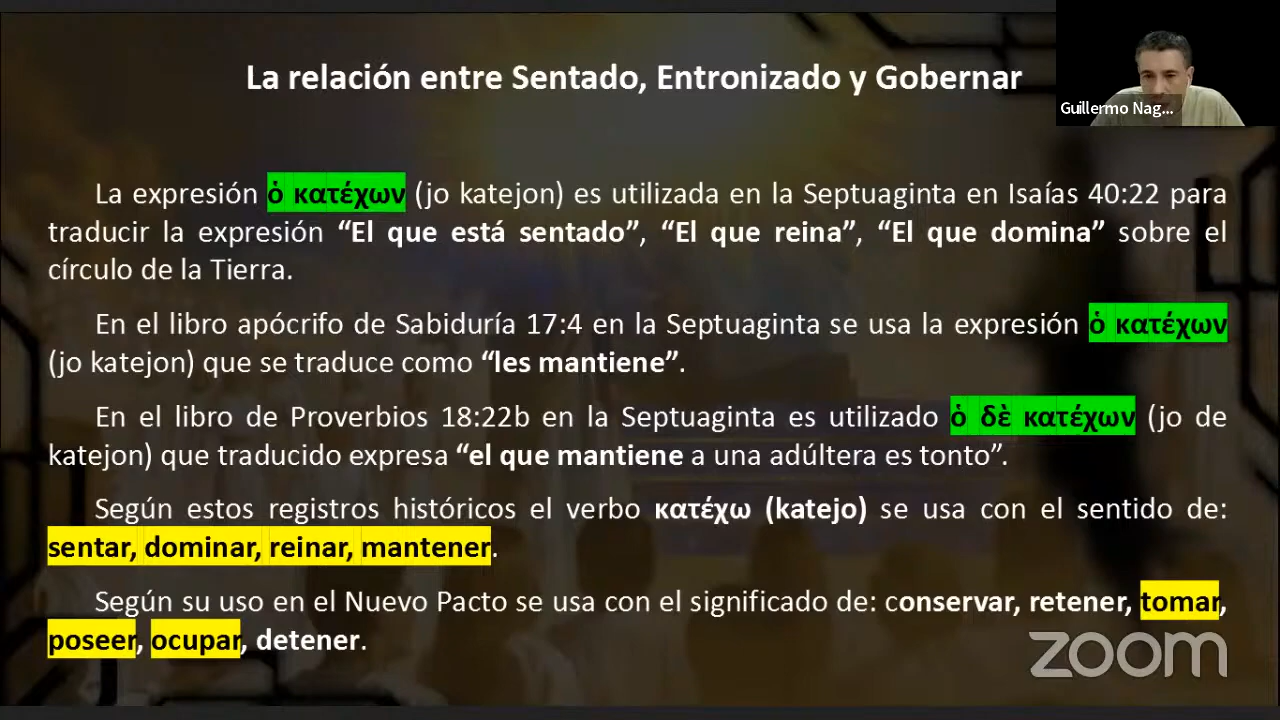 La relación entre Sentado, Entronizado y Gobernar
Guillermo Nag...
La expresión ὁ κατέχων (jo katejon) es utilizada en la Septuaginta en Isaías 40:22 para
traducir la expresión “El que está sentado”, “El que reina”, “El que domina” sobre el
círculo de la Tierra.
En el libro apócrifo de Sabiduría 17:4 en la Septuaginta se usa la expresión ὁ κατέχων
(jo katejon) que se traduce como “les mantiene”.
En el libro de Proverbios 18:22b en la Septuaginta es utilizado ὁ δὲ κατέχων (jo de
katejon) que traducido expresa “el que mantiene a una adúltera es tonto”.
Según estos registros históricos el verbo κατέχω (katejo) se usa con el sentido de:
sentar, dominar, reinar, mantener.
Según su uso en el Nuevo Pacto se usa con el significado de: conservar, retener, tomar,
poseer, ocupar, detener.
zoom